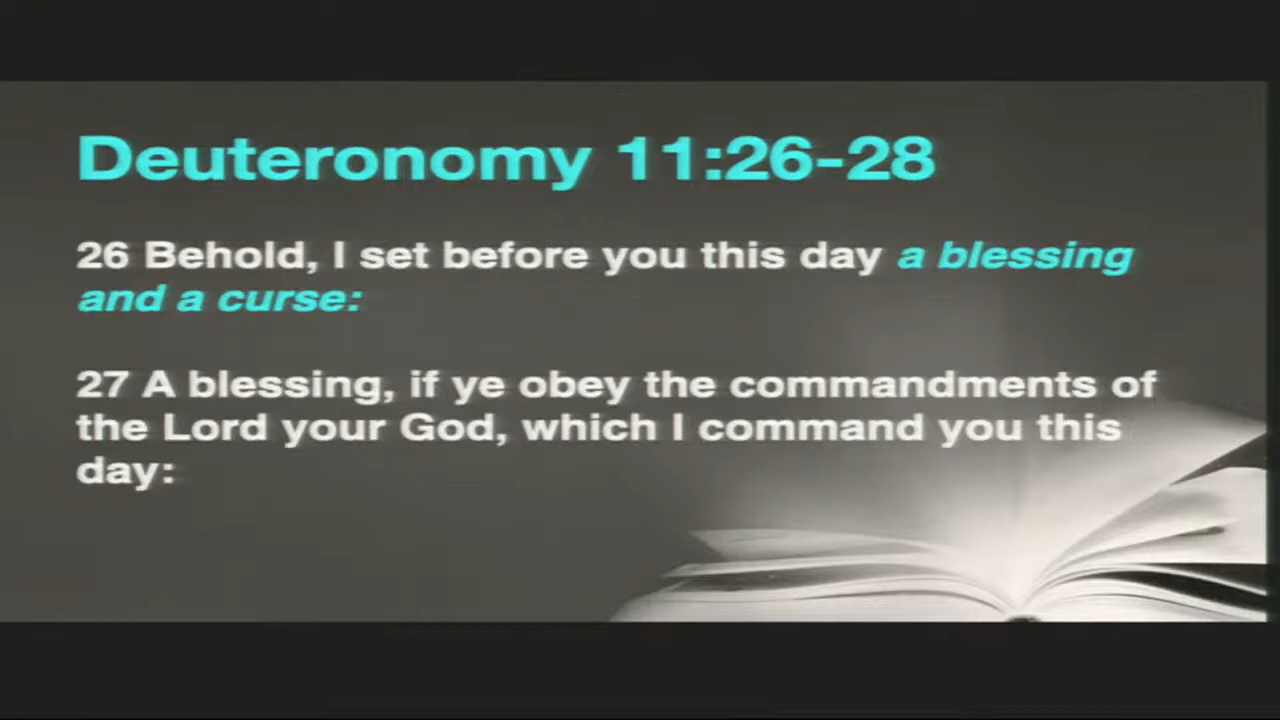 Deuteronomy 11:26-28
26 Behold, I set before you this day a blessing
and a curse:
27 A blessing, if ye obey the commandments of
the Lord your God, which I command you this
day: